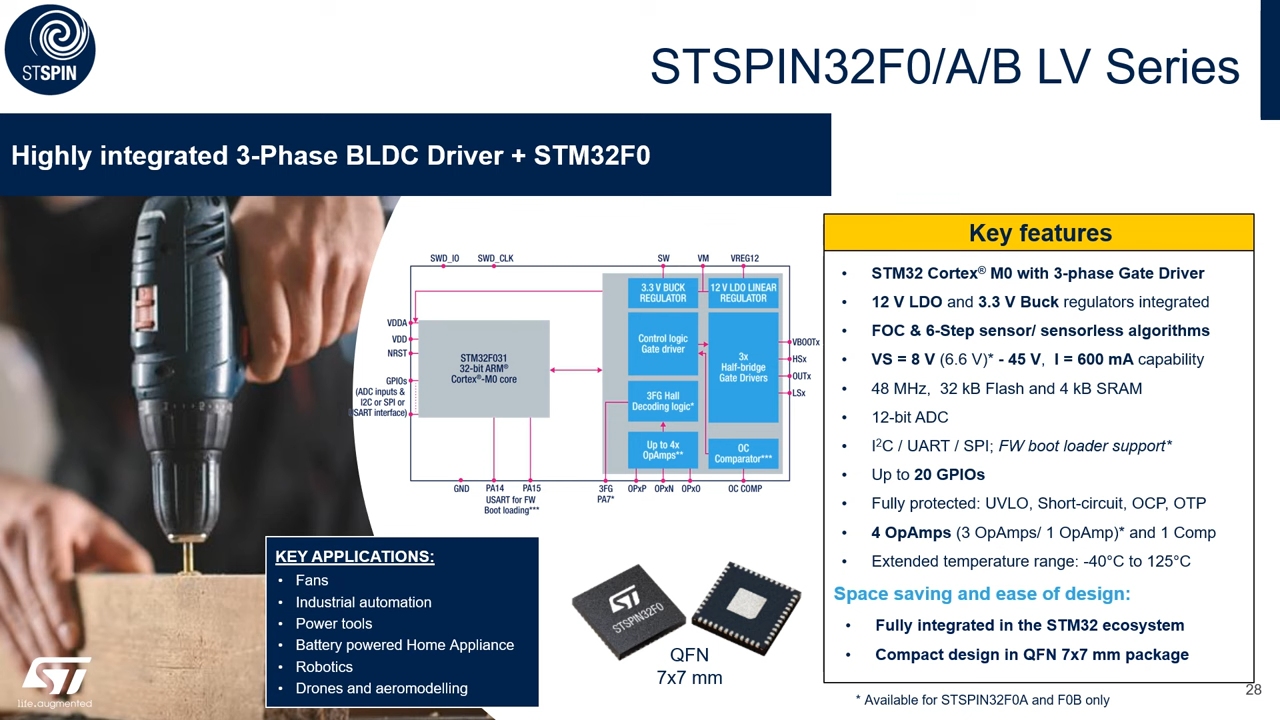 STSPIN
STSPIN32F0/A/B LV Series
Highly integrated 3-Phase BLDC Driver + STM32F0
SWD_IO
SWD_CLK
SW
VM
VREG12
3.3 V BUCK
REGULATOR
12 V LDO LINEAR
REGULATOR
VDDA
VDD
NRST
GPIOs
(ADC inputs &
I2C or SPI or
USART interface)
STM32F031
32-bit ARM®
Cortex®-M0 core
Control logic
Gate driver
3x
Half-bridge
Gate Drivers
3FG Hall
Decoding logic*
Up to 4x
OpAmps**
OC
Comparator***
VBOOTx
HSx
OUTx
LSx
GND
PA14
PA15
USART for FW
Boot loading***
3FG
PA7*
OPxP
OPxN
OPxO
OC COMP
KEY APPLICATIONS:
• Fans
• Industrial automation
• Power tools
• Battery powered Home Appliance
• Robotics
• Drones and aeromodelling
ST
STSPIN32F0
QFN
7x7 mm
Key features
• STM32 Cortex® M0 with 3-phase Gate Driver
• 12 V LDO and 3.3 V Buck regulators integrated
• FOC & 6-Step sensor/ sensorless algorithms
• VS = 8 V (6.6 V)* - 45 V, I = 600 mA capability
• 48 MHz, 32 kB Flash and 4 kB SRAM
• 12-bit ADC
• I²C / UART / SPI; FW boot loader support*
• Up to 20 GPIOs
• Fully protected: UVLO, Short-circuit, OCP, OTP
• 4 OpAmps (3 OpAmps/ 1 OpAmp)* and 1 Comp
• Extended temperature range: -40°C to 125°C
Space saving and ease of design:
• Fully integrated in the STM32 ecosystem
• Compact design in QFN 7x7 mm package
* Available for STSPIN32F0A and F0B only
28
ST
life.augmented